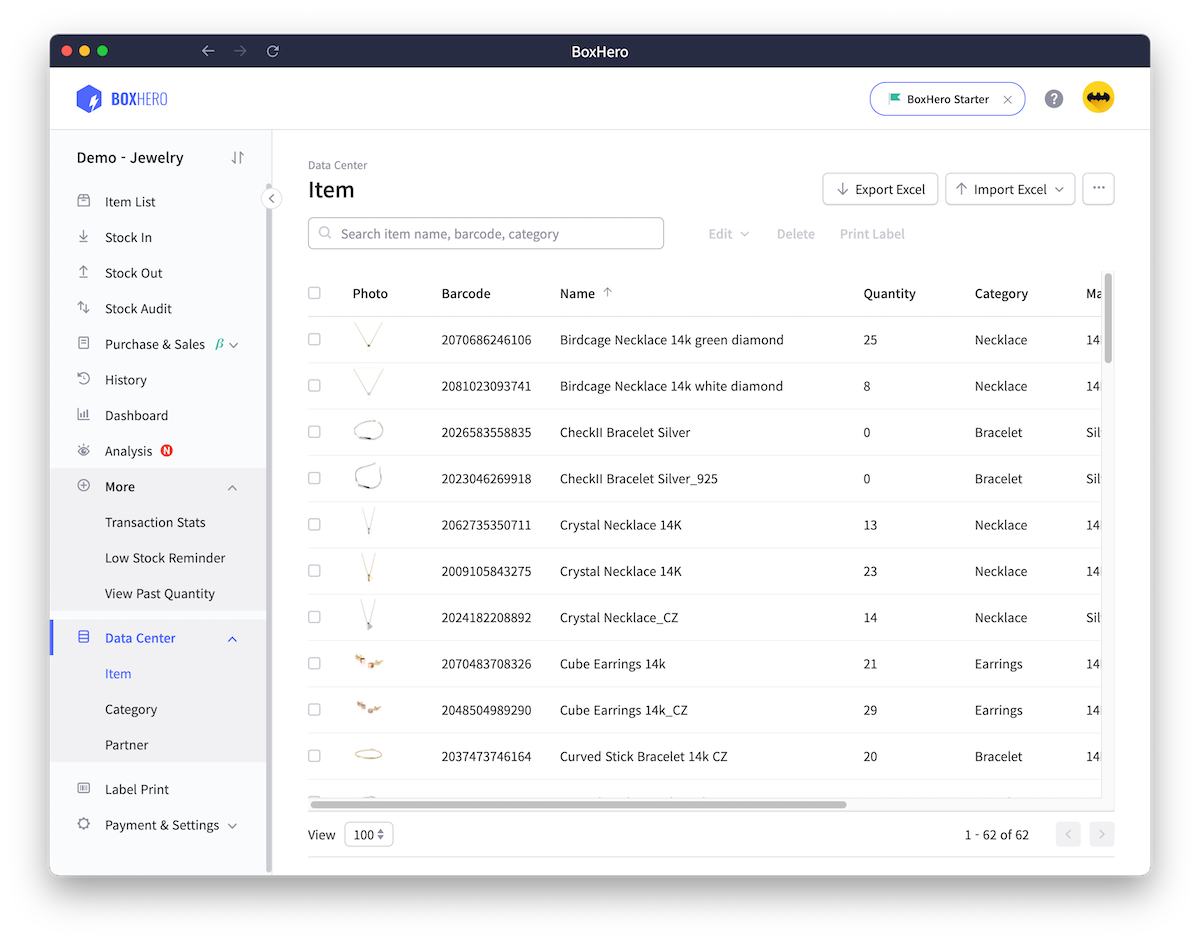 BoxHero
BOXHERO
BoxHero Starter
?
Demo - Jewelry
Item List
Stock In
Stock Out
Stock Audit
Purchase & Sales β
History
Dashboard
Analysis N
More
Transaction Stats
Low Stock Reminder
View Past Quantity
Data Center
Item
Category
Partner
Label Print
Payment & Settings
Data Center
Item
Export Excel
Import Excel
Search item name, barcode, category
Edit
Delete
Print Label
Photo Barcode Name Quantity Category Ma
2070686246106 Birdcage Necklace 14k green diamond 25 Necklace 14
2081023093741 Birdcage Necklace 14k white diamond 8 Necklace 14
2026583558835 CheckII Bracelet Silver 0 Bracelet Sil
2023046269918 CheckII Bracelet Silver_925 0 Bracelet Sil
2062735350711 Crystal Necklace 14K 13 Necklace 14
2009105843275 Crystal Necklace 14K 23 Necklace 14
2024182208892 Crystal Necklace_CZ 14 Necklace Sil
2070483708326 Cube Earrings 14k 21 Earrings 14
2048504989290 Cube Earrings 14k_CZ 29 Earrings 14
2037473746164 Curved Stick Bracelet 14k CZ 20 Bracelet 14
View 100
1 - 62 of 62